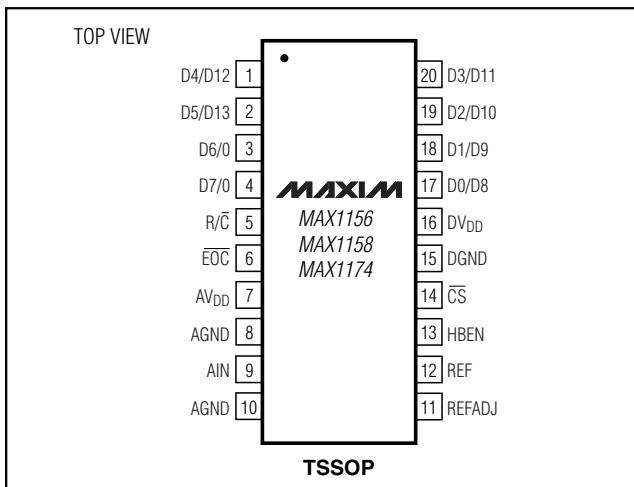 TOP VIEW
D4/D12 1
D5/D13 2
D6/0 3
D7/0 4
R/C̅ 5
E̅O̅C̅ 6
AVDD 7
AGND 8
AIN 9
AGND 10
MAXIM
MAX1156
MAX1158
MAX1174
20 D3/D11
19 D2/D10
18 D1/D9
17 D0/D8
16 DVDD
15 DGND
14 C̅S̅
13 HBEN
12 REF
11 REFADJ
TSSOP